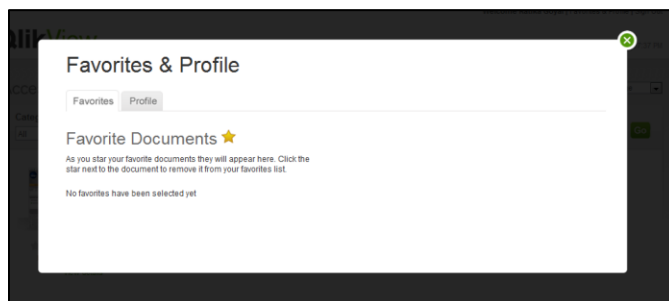 Favorites & Profile
Favorites Profile
Favorite Documents
As you star your favorite documents they will appear here. Click the
star next to the document to remove it from your favorites list.
No favorites have been selected yet
Go